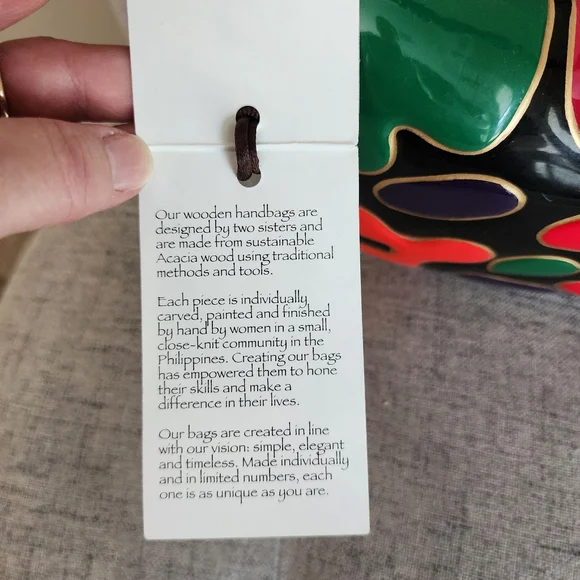 Our wooden handbags are
designed by two sisters and
are made from sustainable
Acacia wood using traditional
methods and tools.
Each piece is individually
carved, painted and finished
by hand by women in a small,
close-knit community in the
Philippines. Creating our bags
has empowered them to hone
their skills and make a
difference in their lives.
Our bags are created in line
with our vision: simple, elegant
and timeless. Made individually
and in limited numbers, each
one is as unique as you are.